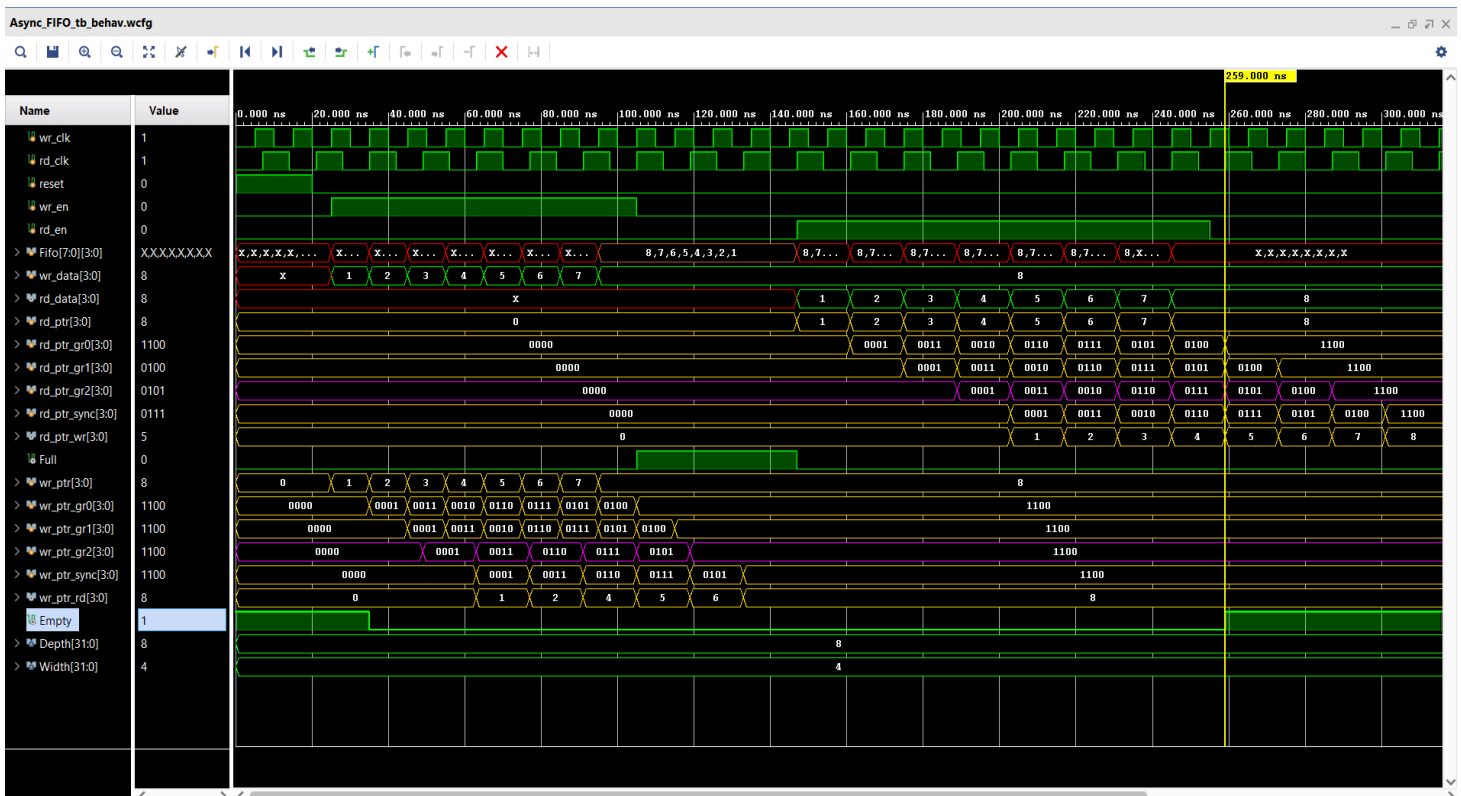 Async_FIFO_tb_behav.wcfg
259.000 ns
Name Value
0.000 ns 20.000 ns 40.000 ns 60.000 ns 80.000 ns 100.000 ns 120.000 ns 140.000 ns 160.000 ns 180.000 ns 200.000 ns 220.000 ns 240.000 ns 260.000 ns 280.000 ns 300.000 ns
wr_clk 1
rd_clk 1
reset 0
wr_en 0
rd_en 0
Fifo[7:0][3:0] X,X,X,X,X,X,X,X x,x,x,x,x,... x... x... x... x... x... x... x... 8,7,6,5,4,3,2,1 8,7... 8,7... 8,7... 8,7... 8,7... 8,7... 8,x... x,x,x,x,x,x,x,x
wr_data[3:0] 8 x 1 2 3 4 5 6 7 8
rd_data[3:0] 8 x 1 2 3 4 5 6 7 8
rd_ptr[3:0] 8 0 1 2 3 4 5 6 7 8
rd_ptr_gr0[3:0] 1100 0000 0001 0011 0010 0110 0111 0101 0100 1100
rd_ptr_gr1[3:0] 0100 0000 0001 0011 0010 0110 0111 0101 0100 1100
rd_ptr_gr2[3:0] 0101 0000 0001 0011 0010 0110 0111 0101 0100 1100
rd_ptr_sync[3:0] 0111 0000 0001 0011 0010 0110 0111 0101 0100 1100
rd_ptr_wr[3:0] 5 0 1 2 3 4 5 6 7 8
Full 0
wr_ptr[3:0] 8 0 1 2 3 4 5 6 7 8
wr_ptr_gr0[3:0] 1100 0000 0001 0011 0010 0110 0111 0101 0100 1100
wr_ptr_gr1[3:0] 1100 0000 0001 0011 0010 0110 0111 0101 0100 1100
wr_ptr_gr2[3:0] 1100 0000 0001 0011 0110 0111 0101 1100
wr_ptr_sync[3:0] 1100 0000 0001 0011 0110 0111 0101 1100
wr_ptr_rd[3:0] 8 0 1 2 4 5 6 8
Empty 1
Depth[31:0] 8 8
Width[31:0] 4 4